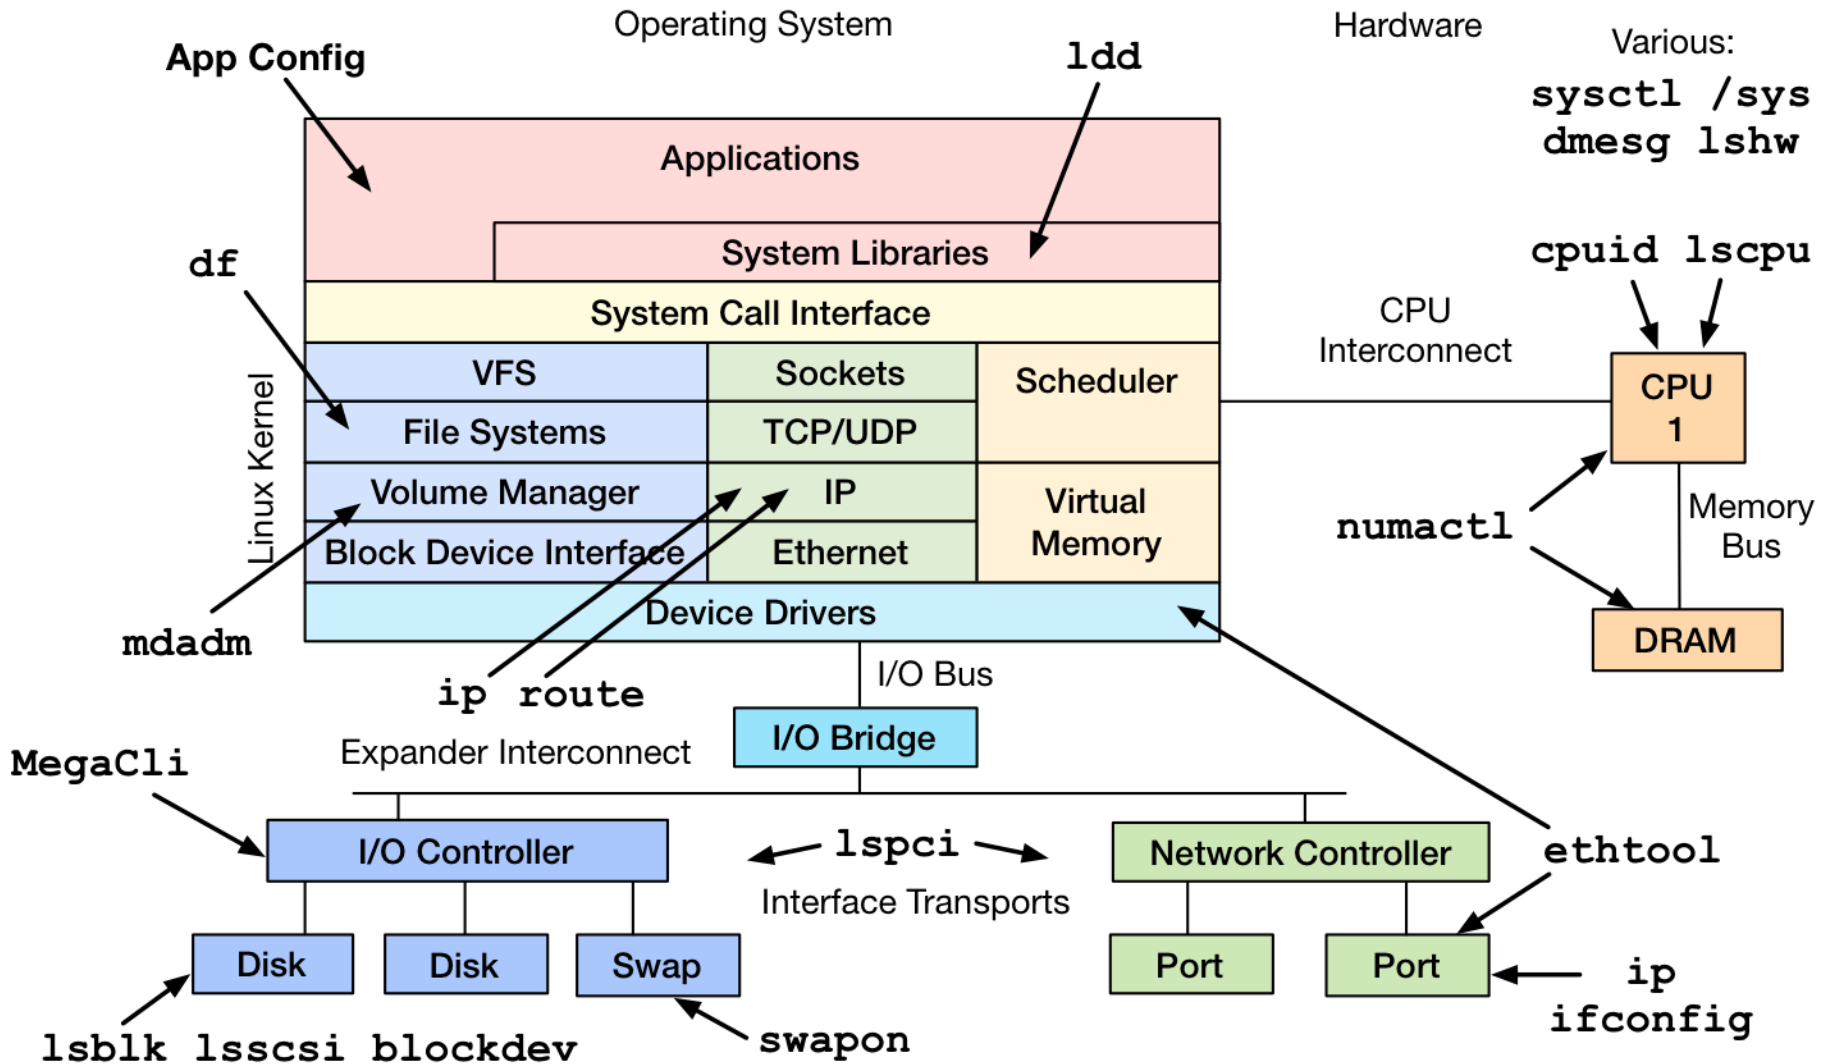 Operating System
Hardware
Various:
sysctl /sys
dmesg lshw
App Config
ldd
Applications
System Libraries
df
cpuid lscpu
System Call Interface
CPU
Interconnect
Linux Kernel
VFS
Sockets
Scheduler
CPU
1
File Systems
TCP/UDP
Volume Manager
IP
Virtual
Memory
numactl
Memory
Bus
Block Device Interface
Ethernet
Device Drivers
mdadm
DRAM
ip route
I/O Bus
I/O Bridge
Expander Interconnect
MegaCli
I/O Controller
lspci
Network Controller
ethtool
Interface Transports
Disk
Disk
Swap
Port
Port
ip
ifconfig
lsblk lsscsi blockdev
swapon